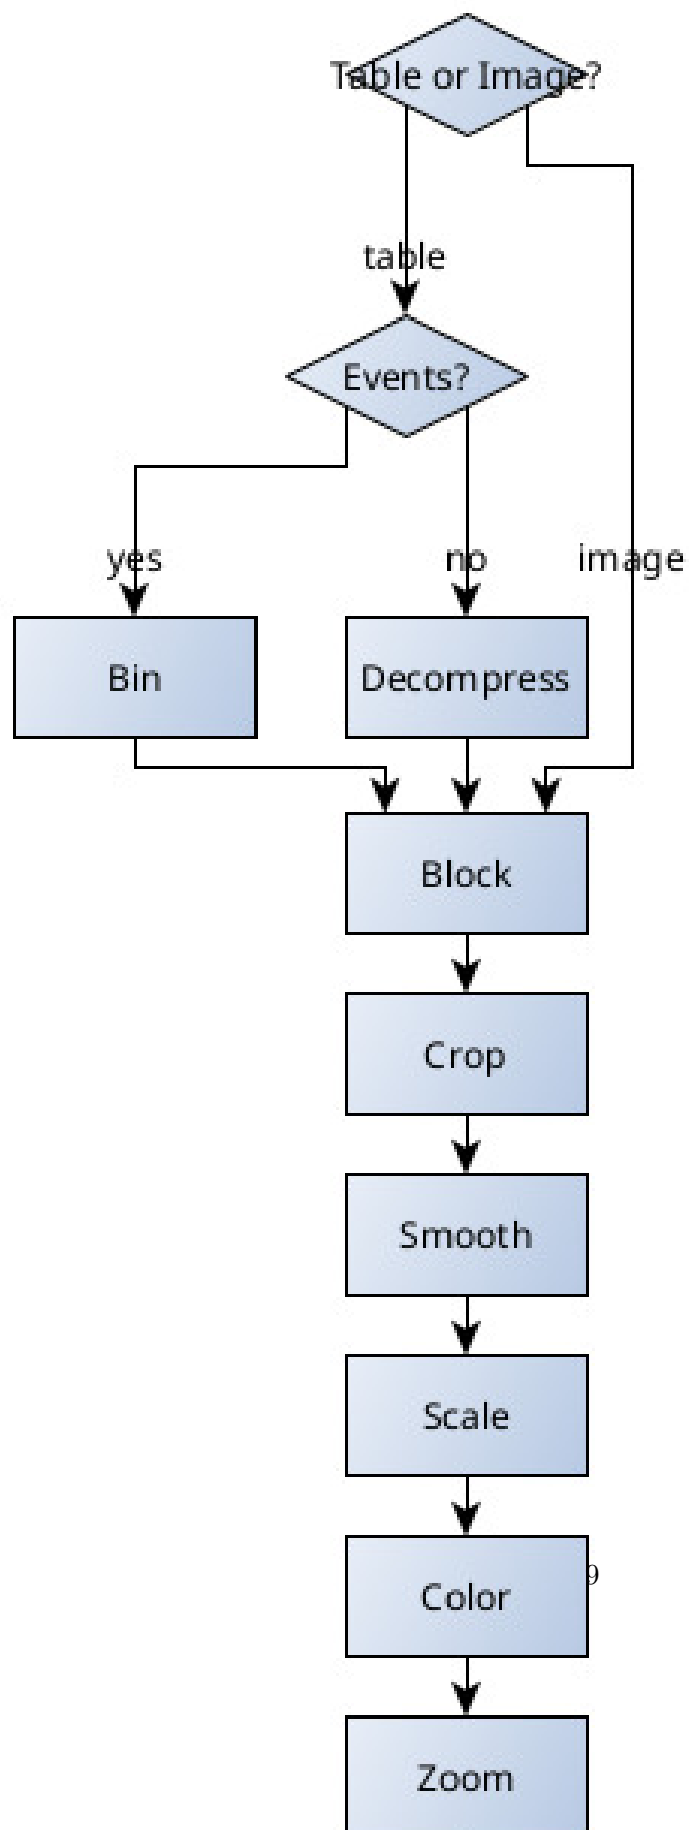 Table or Image?
table
Events?
yes
no
image
Bin
Decompress
Block
Crop
Smooth
Scale
9
Color
Zoom